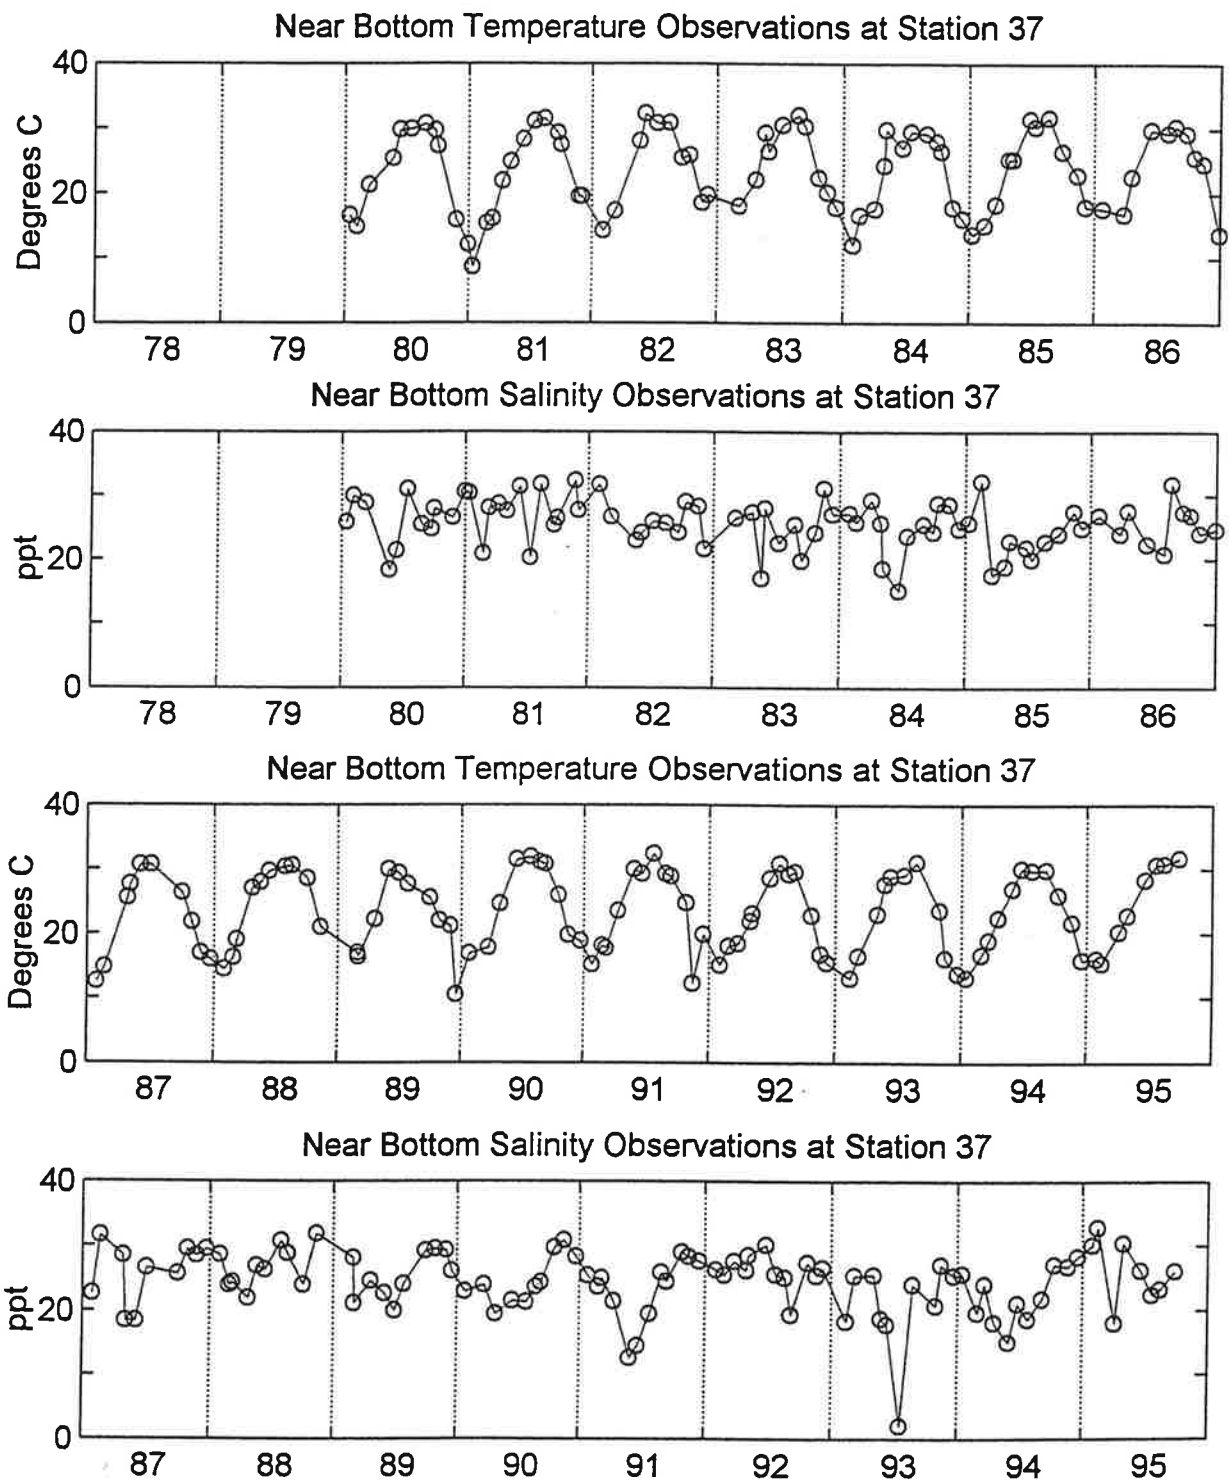 Near Bottom Temperature Observations at Station 37
40
Degrees C
20
0
78 79 80 81 82 83 84 85 86
Near Bottom Salinity Observations at Station 37
40
ppt
20
0
78 79 80 81 82 83 84 85 86
Near Bottom Temperature Observations at Station 37
40
Degrees C
20
0
87 88 89 90 91 92 93 94 95
Near Bottom Salinity Observations at Station 37
40
ppt
20
0
87 88 89 90 91 92 93 94 95